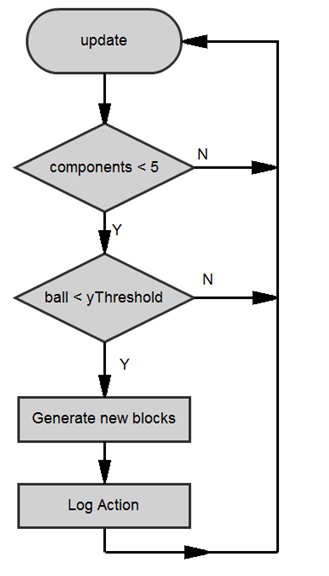 update
components < 5
N
Y
ball < yThreshold
N
Y
Generate new blocks
Log Action